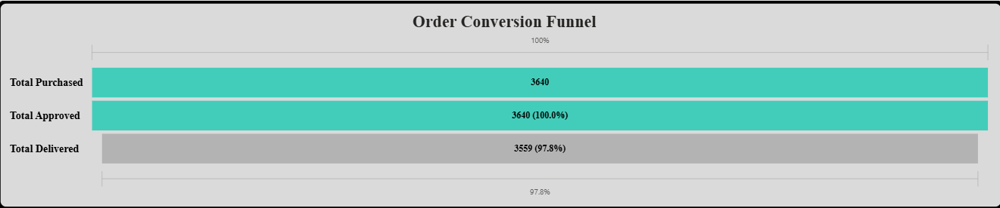 Order Conversion Funnel
100%
Total Purchased 3640
Total Approved 3640 (100.0%)
Total Delivered 3559 (97.8%)
97.8%